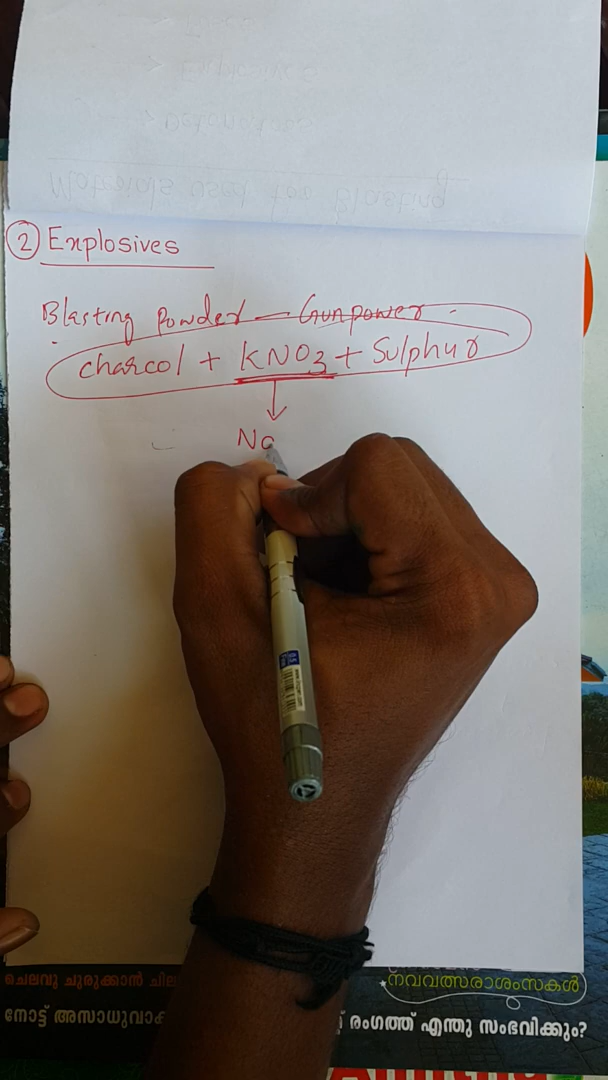 ② Explosives
Blasting Powder — Gunpower
charcol + KNO3 + Sulphur
Na
നവവത്സരാശംസകൾ
ചെലവു ചുരുക്കാൻ
നോട്ട് അസാധുവാക്
രംഗത്ത് എന്തു സംഭവിക്കും?